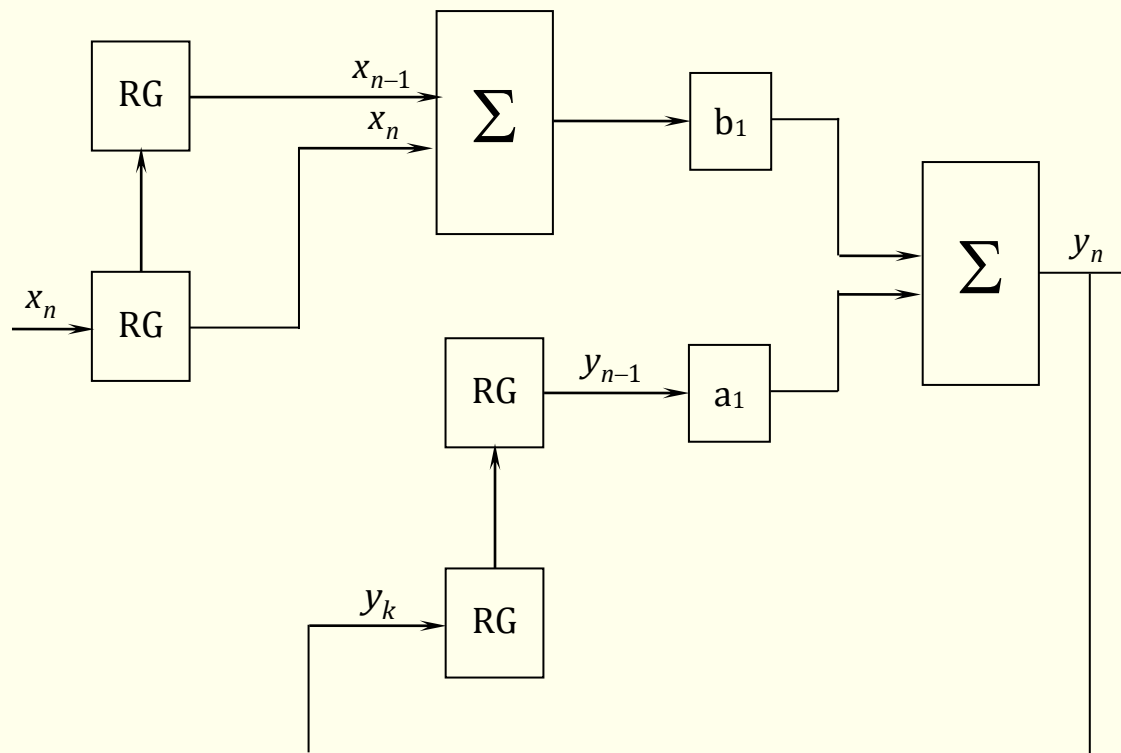 RG
x_{n-1}
x_n
Σ
b₁
x_n
RG
Σ
y_n
RG
y_{n-1}
a₁
y_k
RG